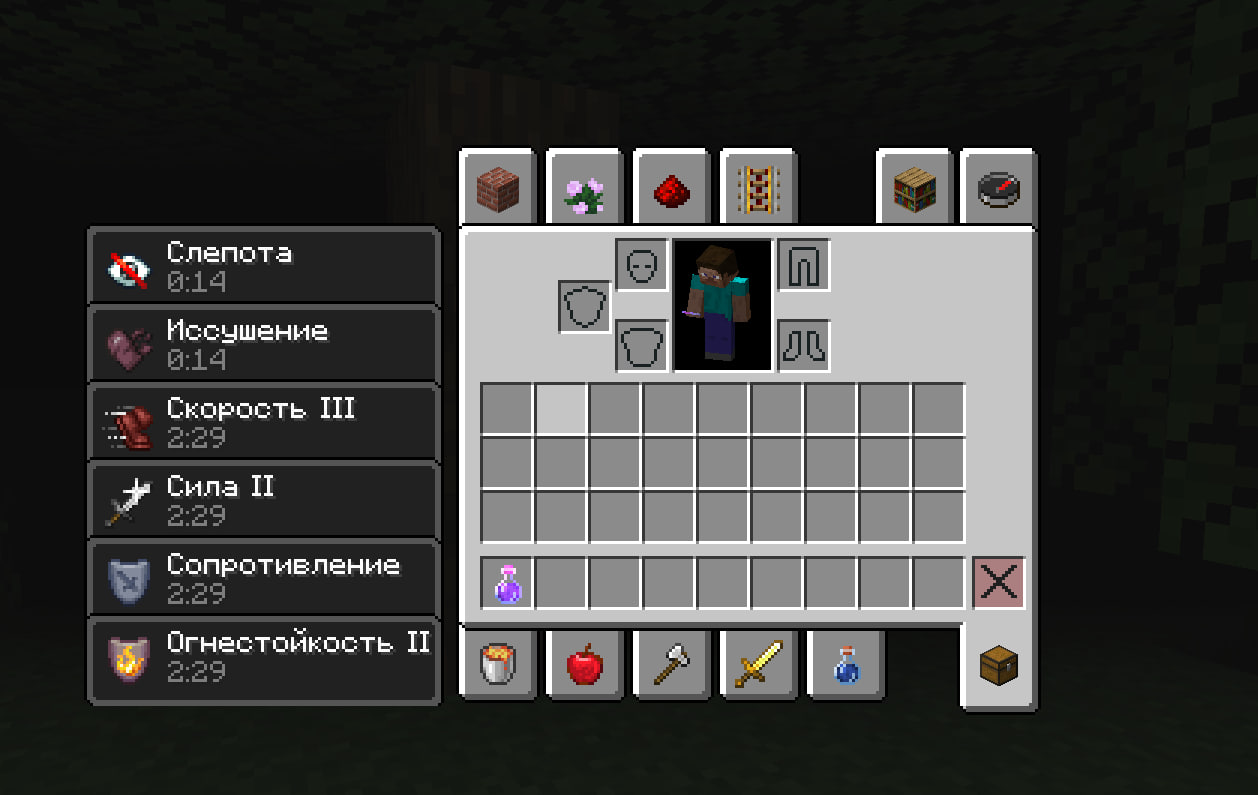 Слепота
0:14
Иссушение
0:14
Скорость III
2:29
Сила II
2:29
Сопротивление
2:29
Огнестойкость II
2:29